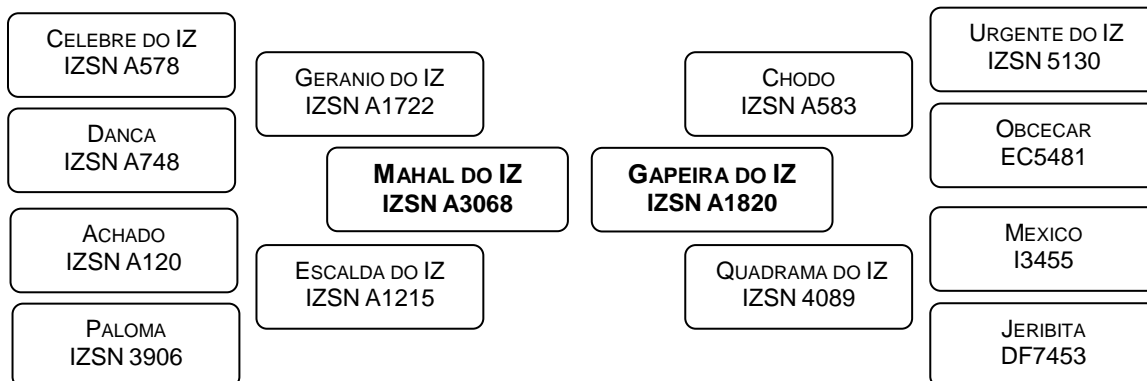 CELEBRE DO IZ
IZSN A578
DANCA
IZSN A748
ACHADO
IZSN A120
PALOMA
IZSN 3906
GERANIO DO IZ
IZSN A1722
ESCALDA DO IZ
IZSN A1215
MAHAL DO IZ
IZSN A3068
GAPEIRA DO IZ
IZSN A1820
CHODO
IZSN A583
QUADRAMA DO IZ
IZSN 4089
URGENTE DO IZ
IZSN 5130
OBCECAR
EC5481
MEXICO
I3455
JERIBITA
DF7453